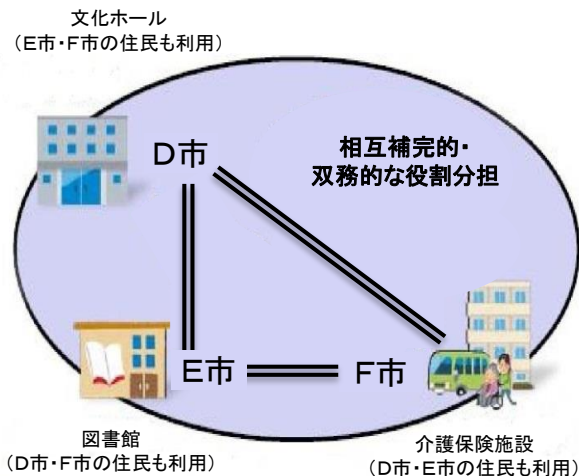 文化ホール
（E市・F市の住民も利用）
D市
相互補完的・
双務的な役割分担
E市
F市
図書館
（D市・F市の住民も利用）
介護保険施設
（D市・E市の住民も利用）